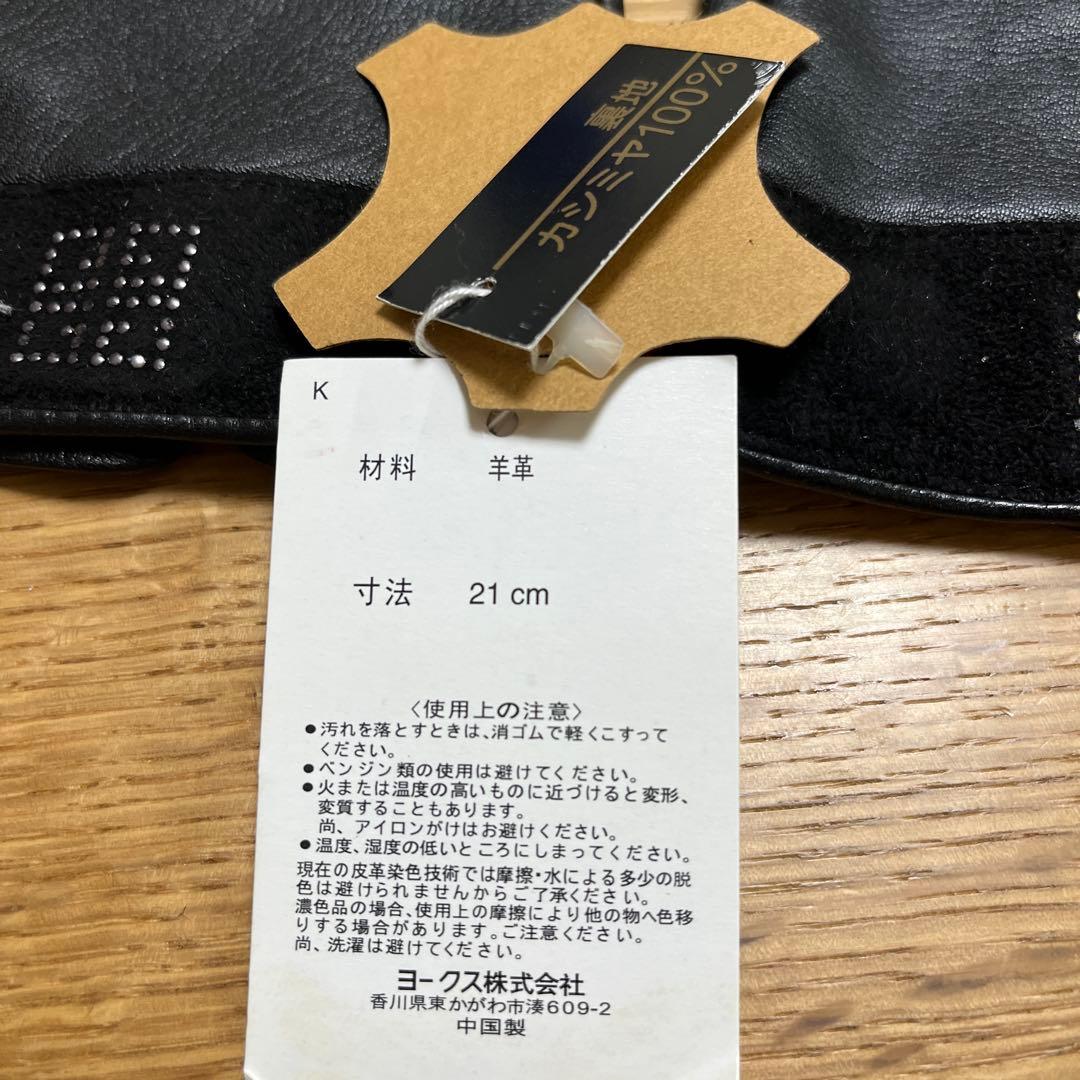 裏地
カシミヤ100%
K
材料 羊革
寸法 21 cm
〈使用上の注意〉
●汚れを落とすときは、消ゴムで軽くこすって
ください。
●ベンジン類の使用は避けてください。
●火または温度の高いものに近づけると変形、
変質することもあります。
尚、アイロンがけはお避けください。
●温度、湿度の低いところにしまってください。
現在の皮革染色技術では摩擦・水による多少の脱
色は避けられませんからご了承ください。
濃色品の場合、使用上の摩擦により他の物へ色移
りする場合があります。ご注意ください。
尚、洗濯は避けてください。
ヨークス株式会社
香川県東かがわ市湊609-2
中国製